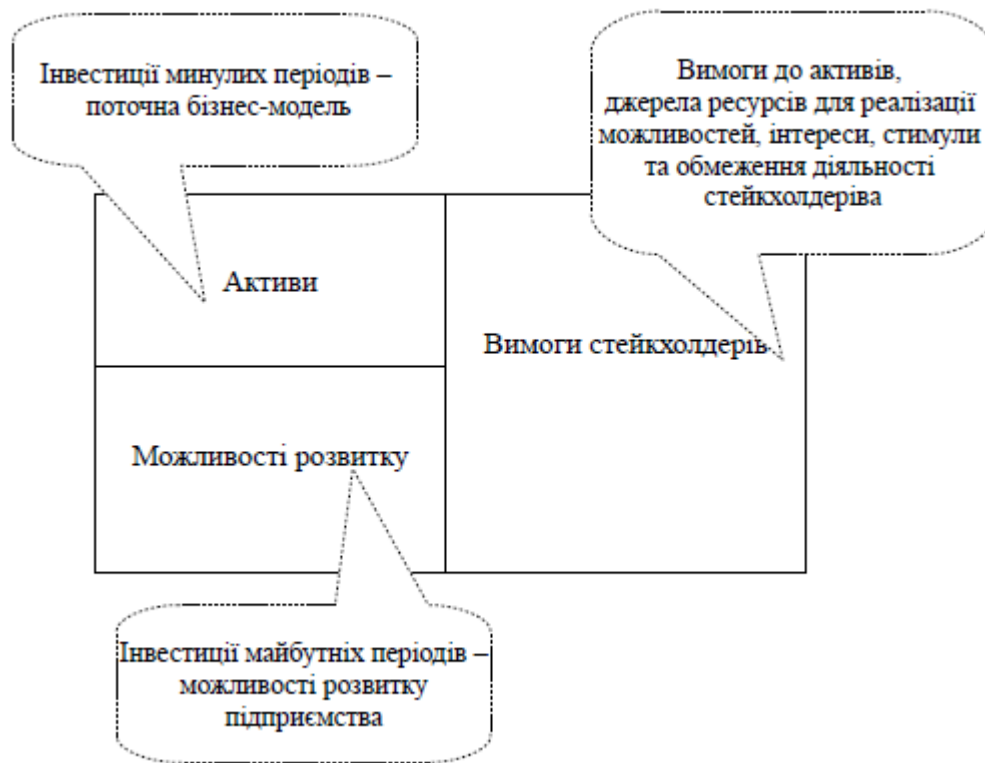 Інвестиції минулих періодів –
поточна бізнес-модель
Вимоги до активів,
джерела ресурсів для реалізації
можливостей, інтереси, стимули
та обмеження діяльності
стейкхолдеріва
Активи
Вимоги стейкхолдерів
Можливості розвитку
Інвестиції майбутніх періодів –
можливості розвитку
підприємства